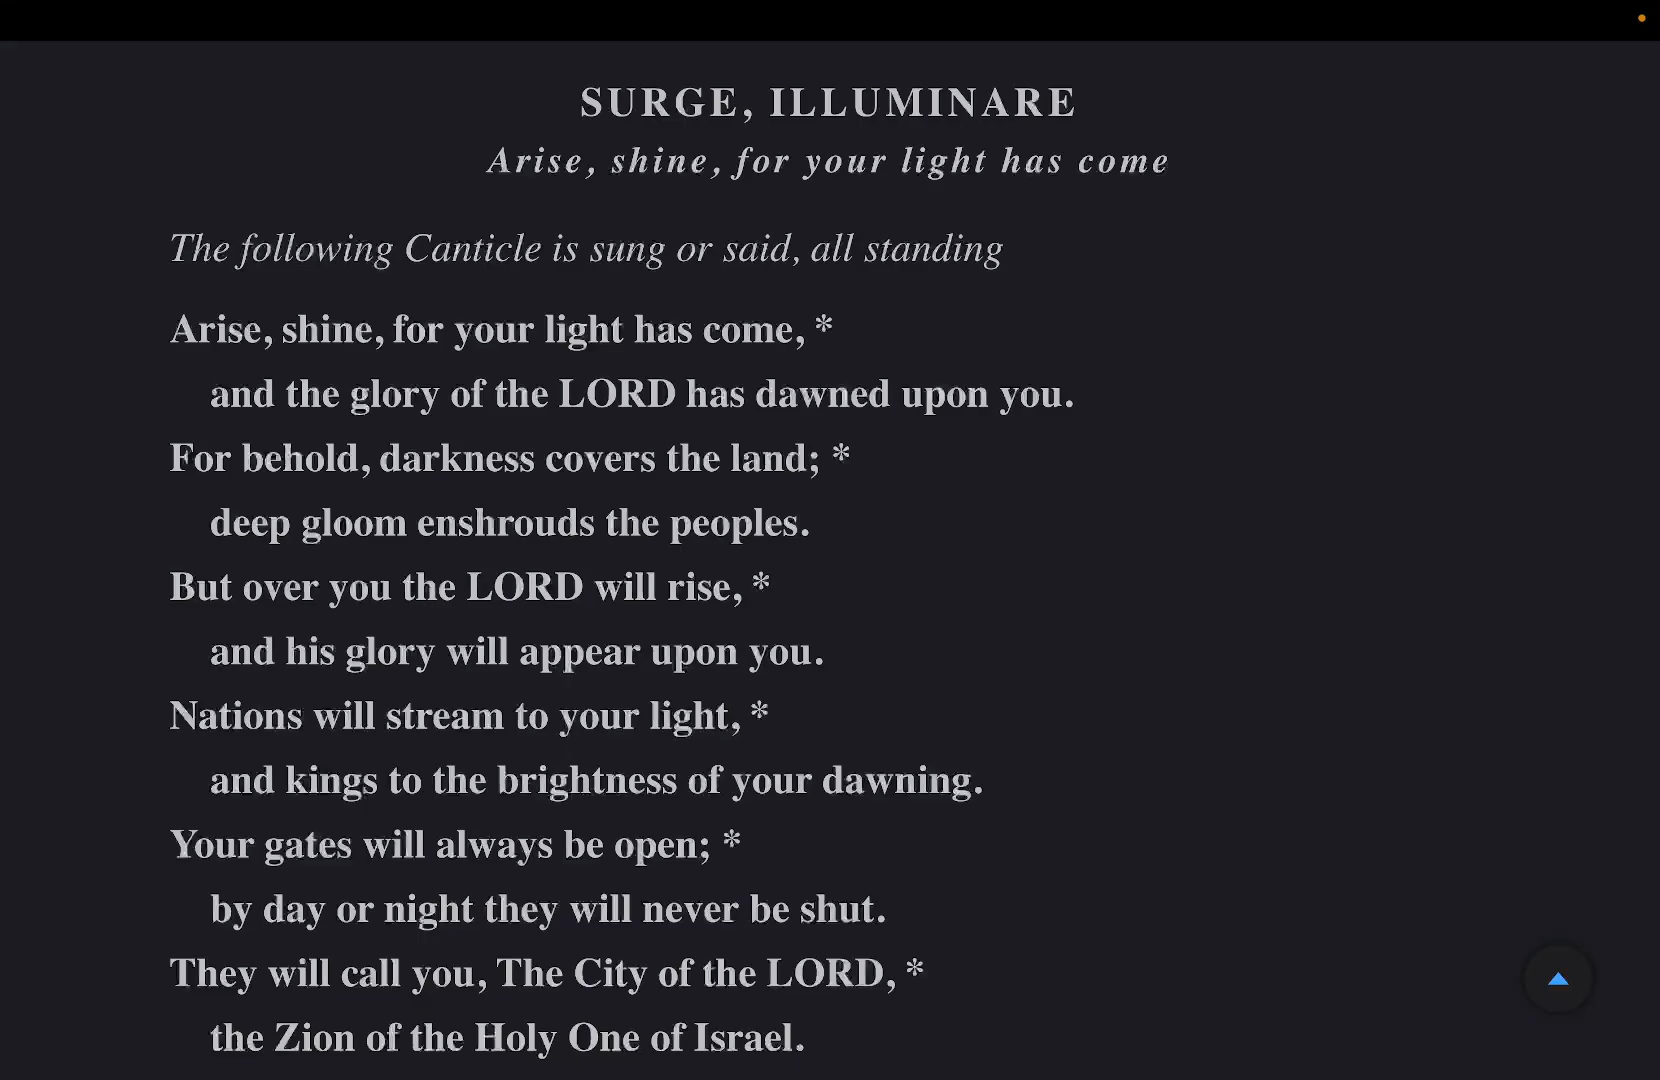 SURGE, ILLUMINARE
Arise, shine, for your light has come
The following Canticle is sung or said, all standing
Arise, shine, for your light has come, *
and the glory of the LORD has dawned upon you.
For behold, darkness covers the land; *
deep gloom enshrouds the peoples.
But over you the LORD will rise, *
and his glory will appear upon you.
Nations will stream to your light, *
and kings to the brightness of your dawning.
Your gates will always be open; *
by day or night they will never be shut.
They will call you, The City of the LORD, *
the Zion of the Holy One of Israel.